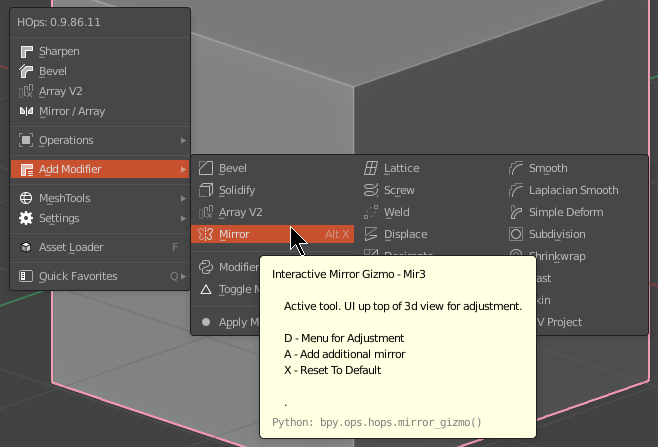 HOps: 0.9.86.11
Sharpen
Bevel
Array V2
Mirror / Array
Operations
Add Modifier
MeshTools
Settings
Asset Loader F
Quick Favorites Q
Bevel
Solidify
Array V2
Mirror Alt X
Modifier
Toggle M
Apply M
Lattice
Screw
Weld
Displace
Decimate
Smooth
Laplacian Smooth
Simple Deform
Subdivision
Shrinkwrap
ast
kin
V Project
Interactive Mirror Gizmo - Mir3
Active tool. UI up top of 3d view for adjustment.
D - Menu for Adjustment
A - Add additional mirror
X - Reset To Default
.
Python: bpy.ops.hops.mirror_gizmo()